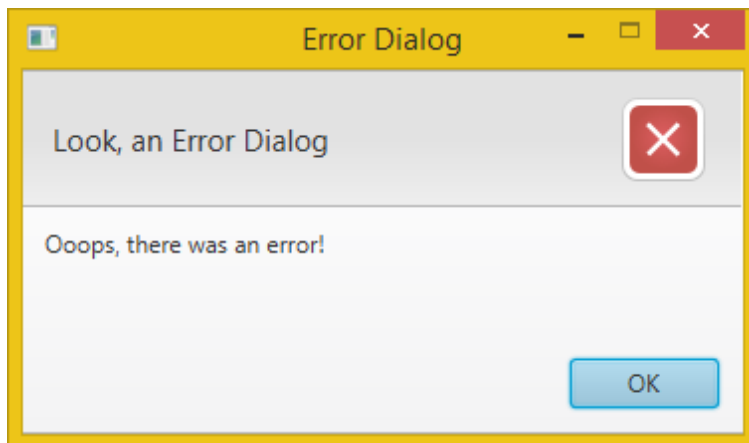 Error Dialog
Look, an Error Dialog
Ooops, there was an error!
OK